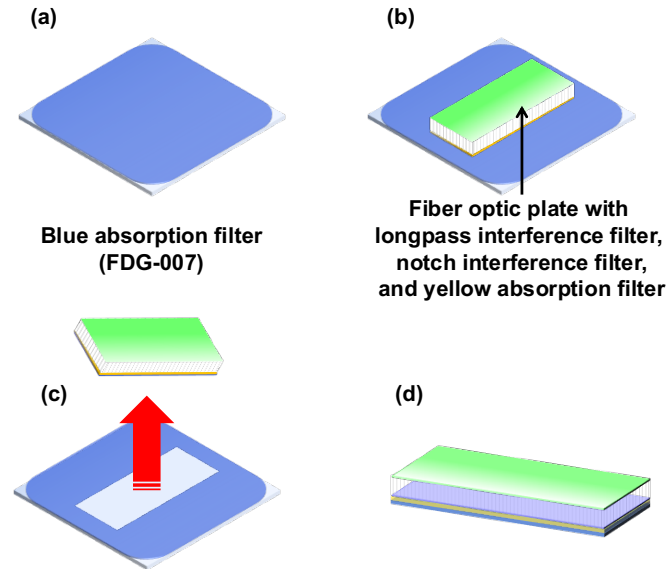 (a)
(b)
Blue absorption filter
(FDG-007)
Fiber optic plate with
longpass interference filter,
notch interference filter,
and yellow absorption filter
(c)
(d)